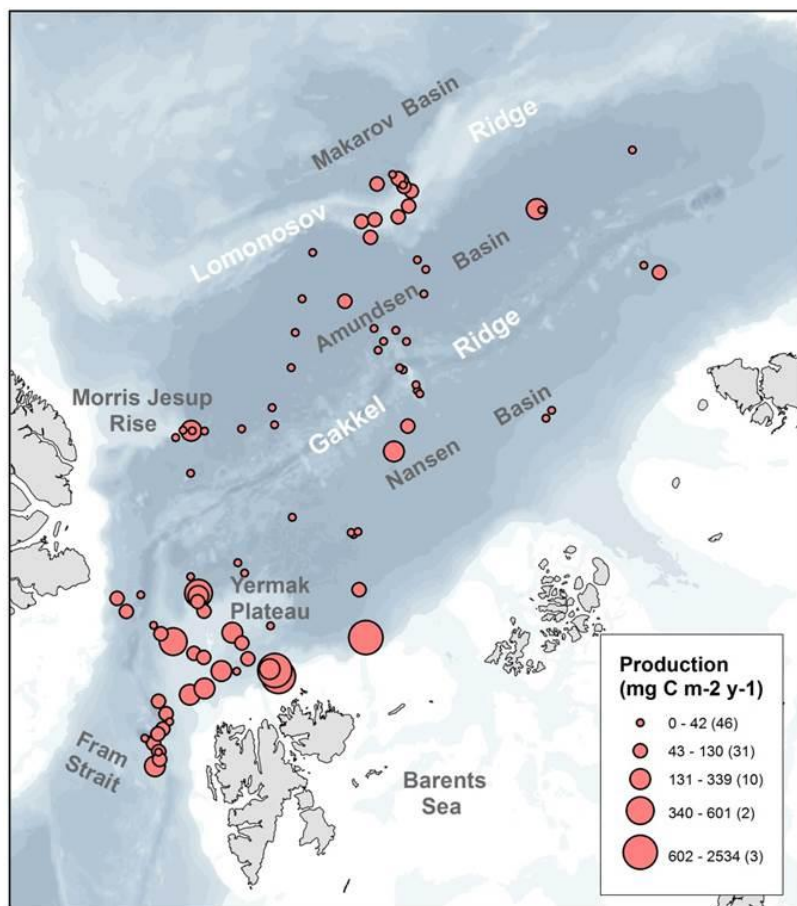 Makarov Basin
Ridge
Lomonosov
Amundsen Basin
Ridge
Gakkel
Nansen Basin
Morris Jesup
Rise
Yermak
Plateau
Fram
Strait
Barents
Sea
Production
(mg C m-2 y-1)
0 - 42 (46)
43 - 130 (31)
131 - 339 (10)
340 - 601 (2)
602 - 2534 (3)